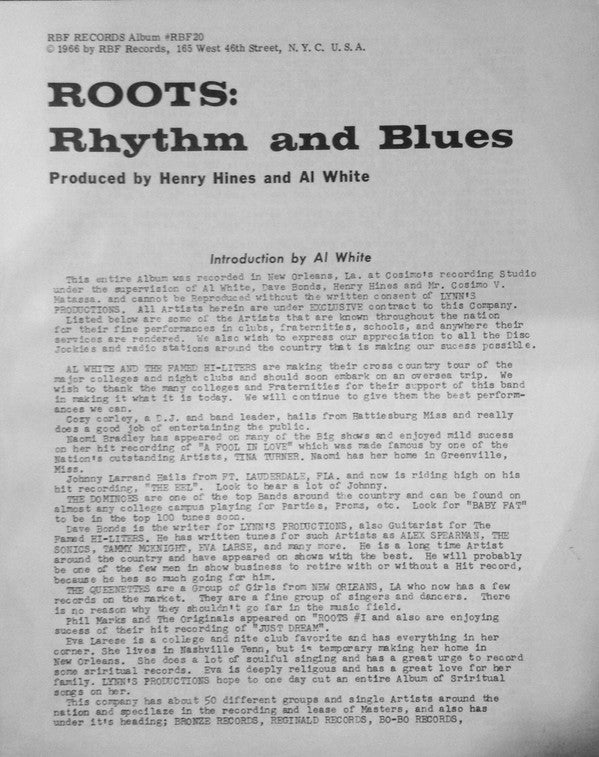 RBF RECORDS Album #RBF20
© 1966 by RBF Records, 165 West 46th Street, N.Y.C. U.S.A.
ROOTS:
Rhythm and Blues
Produced by Henry Hines and Al White
Introduction by Al White
This entire Album was recorded in New Orleans, La. at Cosimo's recording Studio
under the supervision of Al White, Dave Bonds, Henry Hines and Mr. Cosimo V.
Matassa. and cannot be Reproduced without the written consent of LYNN'S
PRODUCTIONS. All Artists herein are under EXCLUSIVE contract to this Company.
Listed below are some of the Artists that are known throughout the nation
for their fine performances in clubs, fraternities, schools, and anywhere their
services are rendered. We also wish to express our appreciation to all the Disc
Jockies and radio stations around the country that is making our sucess possible.
AL WHITE AND THE FAMED HI-LITERS are making their cross country tour of the
major colleges and night clubs and should soon embark on an oversea trip. We
wish to thank the many colleges and Fraternities for their support of this band
in making it what it is today. We will continue to give them the best perform-
ances we can.
Cozy corley, a D.J. and band leader, hails from Hattiesburg Miss and really
does a good job of entertaining the public.
Naomi Bradley has appeared on many of the Big shows and enjoyed mild sucess
on her hit recording of "A FOOL IN LOVE" which was made famous by one of the
Nation's outstanding Artists, TINA TURNER. Naomi has her home in Greenville,
Miss.
Johnny Larrand Hails from FT. LAUDERDALE, FLA. and now is riding high on his
hit recording, "THE EEL". Look to hear a lot of Johnny.
THE DOMINOES are one of the top Bands around the country and can be found on
almost any college campus playing for Parties, Proms, etc. Look for "BABY FAT"
to be in the top 100 tunes soon.
Dave Bonds is the writer for LYNN'S PRODUCTIONS, also Guitarist for The
Famed HI-LITERS. He has written tunes for such Artists as ALEX SPEARMAN, THE
SONICS, TAMMY MCKNIGHT, EVA LARSE, and many more. He is a long time Artist
around the country and have appeared on shows with the best. He will probably
be one of the few men in show business to retire with or without a Hit record,
because he hes so much going for him.
THE QUEENETTES are a Group of Girls from NEW ORLEANS, LA who now has a few
records on the market. They are a fine group of singers and dancers. There
is no reason why they shouldn't go far in the music field.
Phil Marks and The Originals appeared on "ROOTS #I and also are enjoying
sucess of their hit recording of "JUST DREAM".
Eva Larese is a college and nite club favorite and has everything in her
corner. She lives in Nashville Tenn, but is temporary making her home in
New Orleans. She does a lot of soulful singing and has a great urge to record
some sriritual records. Eva is deeply religous and has a great love for her
family. LYNN'S PRODUCTIONS hope to one day cut an entire Album of Sriritual
songs on her.
This company has about 50 different groups and single Artists around the
nation and specilaze in the recording and lease of Masters, and also has
under it's heading; BRONZE RECORDS, REGINALD RECORDS, BO-BO RECORDS,